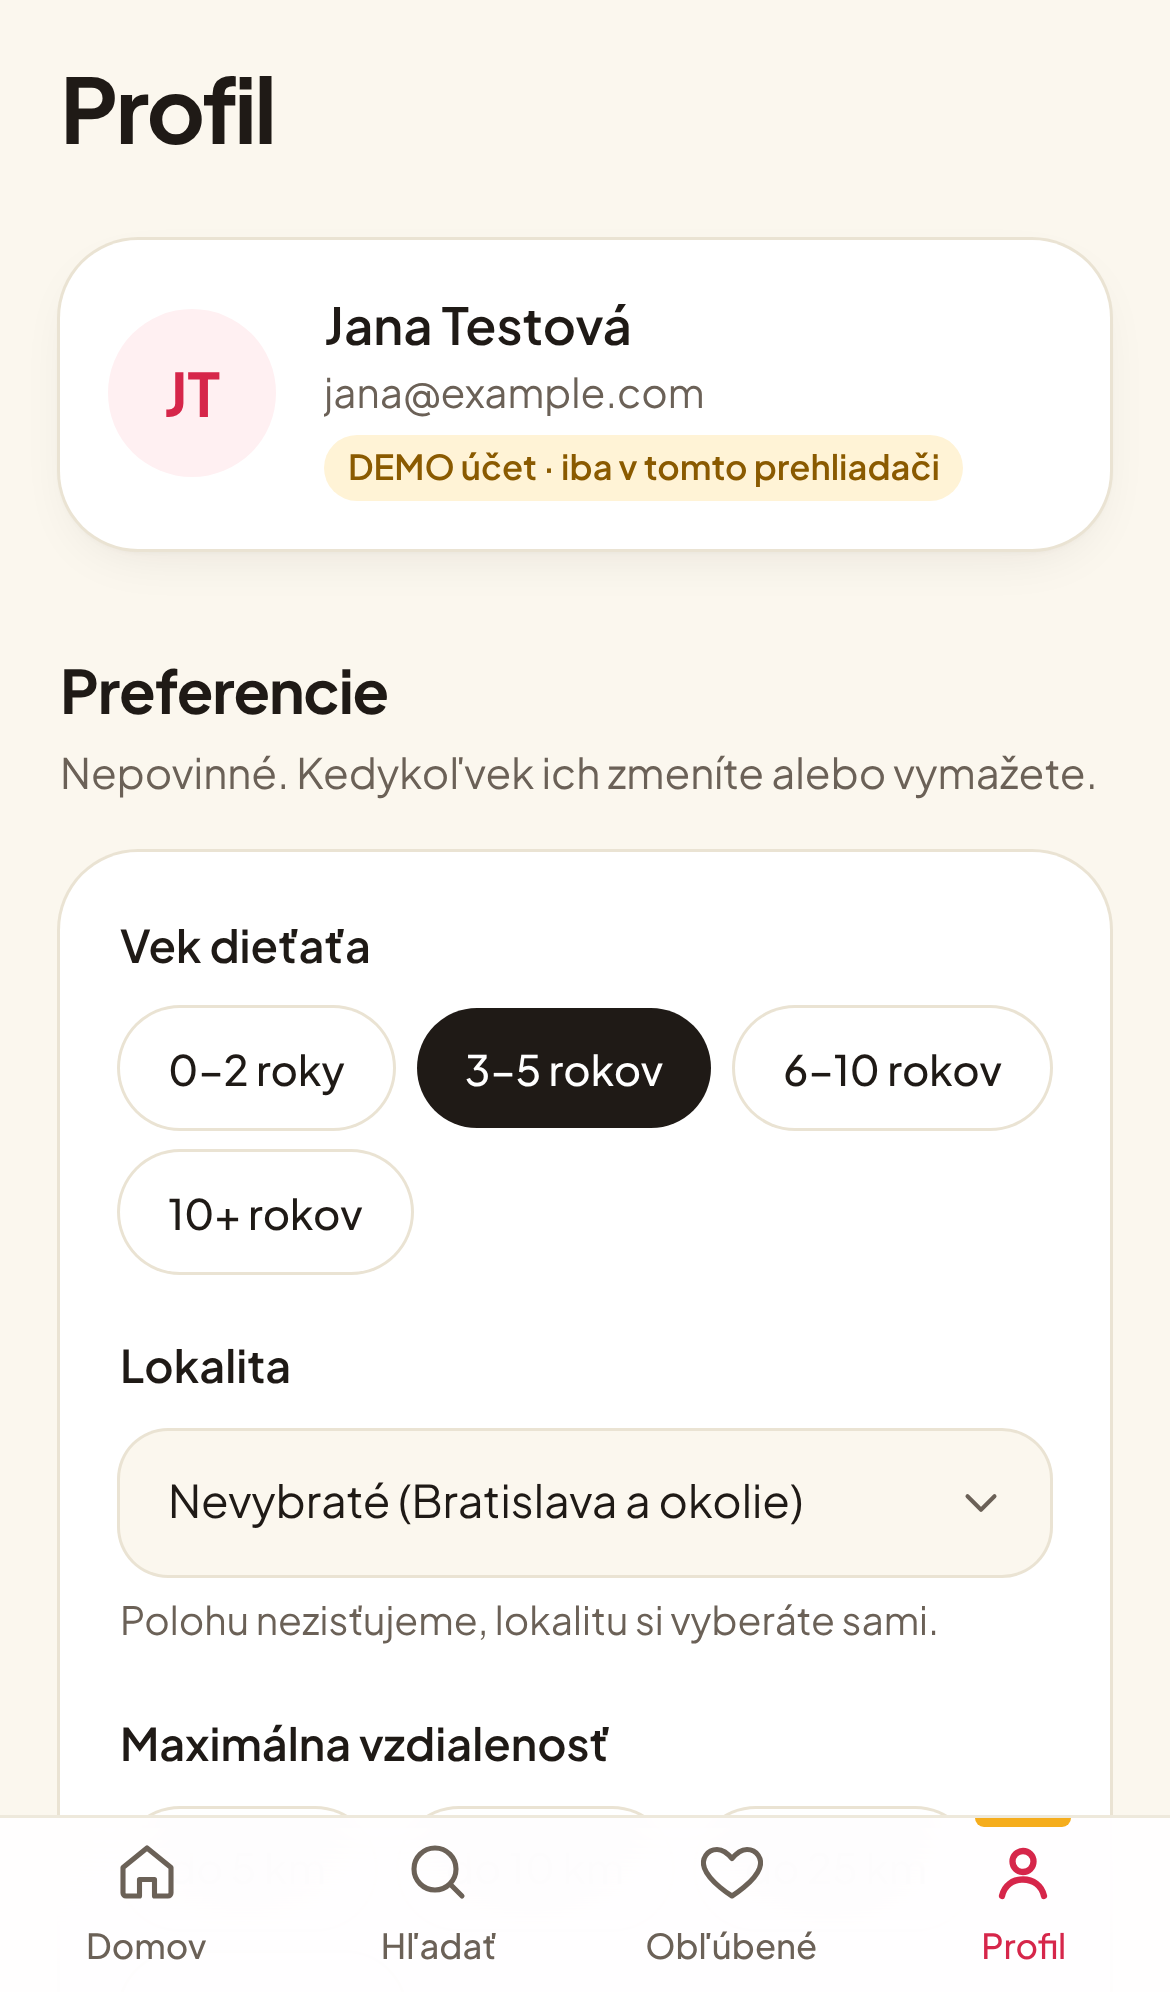 Profil
JT
Jana Testová
jana@example.com
DEMO účet · iba v tomto prehliadači
Preferencie
Nepovinné. Kedykoľvek ich zmeníte alebo vymažete.
Vek dieťaťa
0–2 roky
3–5 rokov
6–10 rokov
10+ rokov
Lokalita
Nevybraté (Bratislava a okolie)
Polohu nezisťujeme, lokalitu si vyberáte sami.
Maximálna vzdialenosť
Domov
Hľadať
Obľúbené
Profil